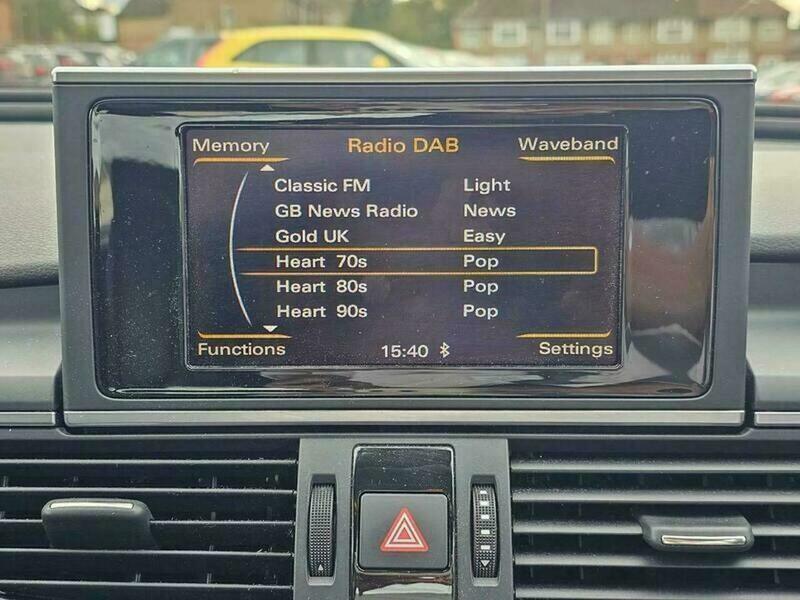 Memory Radio DAB Waveband
Classic FM Light
GB News Radio News
Gold UK Easy
Heart 70s Pop
Heart 80s Pop
Heart 90s Pop
Functions 15:40 Settings